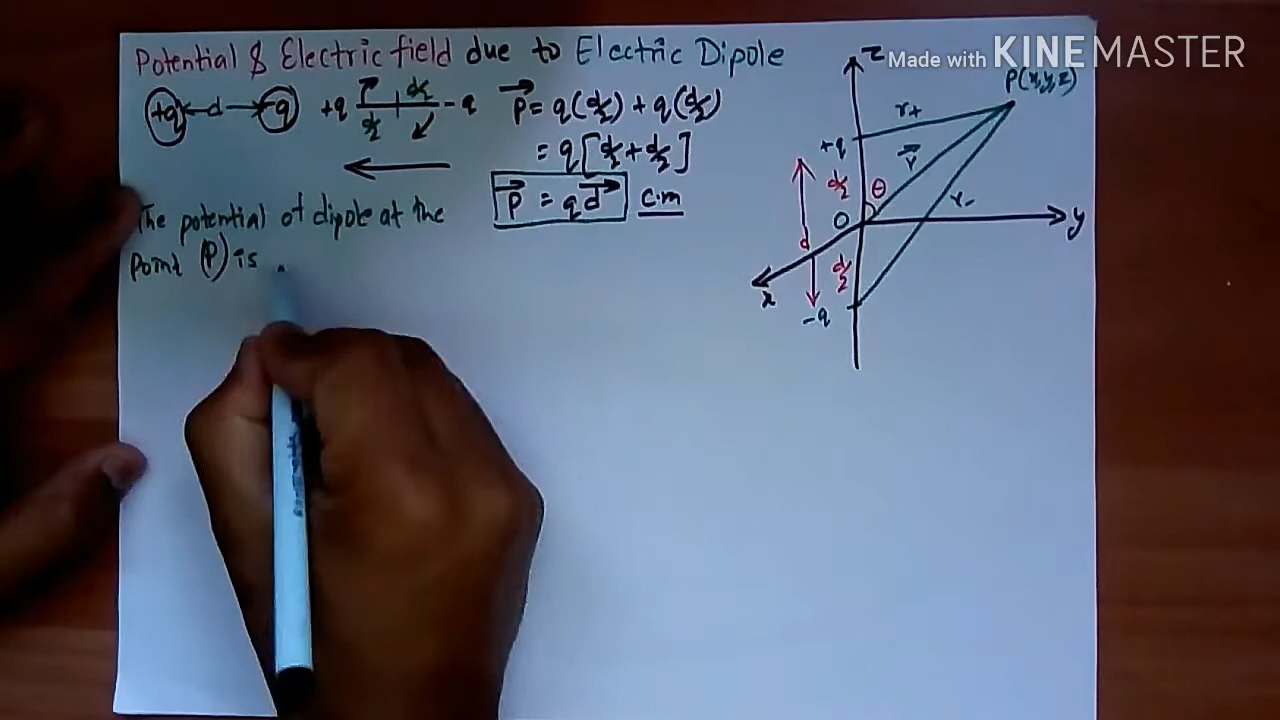 Potential & Electric field due to Electric Dipole
Made with KINEMASTER
+q ← d → -q
+q d/2 d/2 -q
P⃗ = q(d/2) + q(d/2)
= q[d/2 + d/2]
P⃗ = qd⃗ c.m
The potential of dipole at the
Point (P) is
z
P(x,y,z)
r+
+q
r⃗
d/2
θ
r-
O
y
d
d/2
x
-q